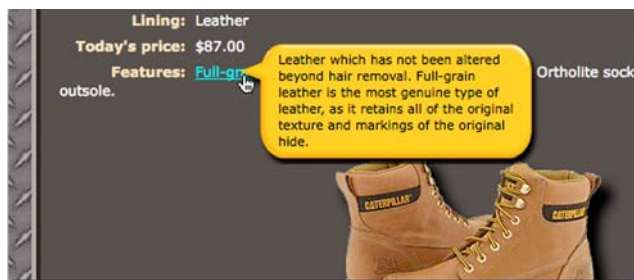 Lining: Leather
Today's price: $87.00
Features: Full-gr Ortholite sock
outsole.
Leather which has not been altered
beyond hair removal. Full-grain
leather is the most genuine type of
leather, as it retains all of the original
texture and markings of the original
hide.
CATERPILLAR
CATERPILLAR